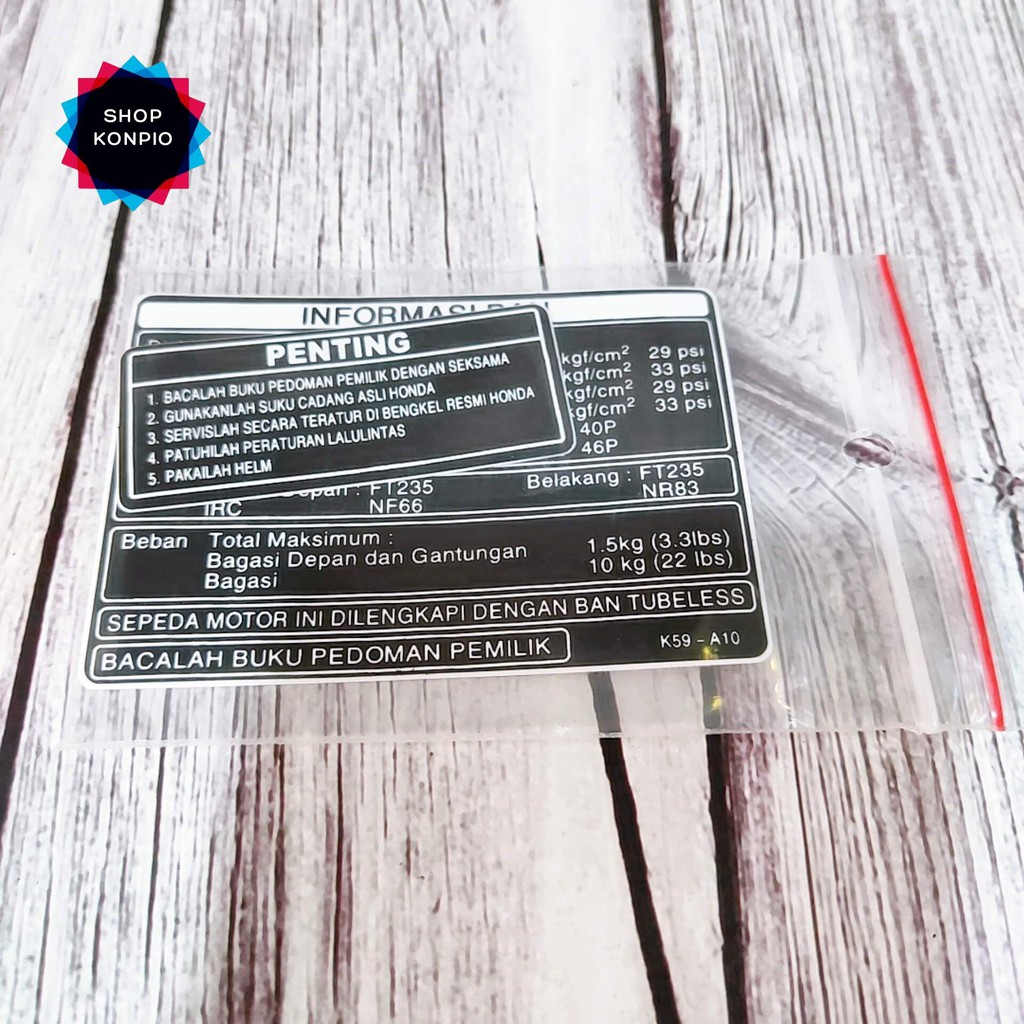 SHOP
KONPIO
INFORMASI
PENTING
1. BACALAH BUKU PEDOMAN PEMILIK DENGAN SEKSAMA
2. GUNAKANLAH SUKU CADANG ASLI HONDA
3. SERVISLAH SECARA TERATUR DI BENGKEL RESMI HONDA
4. PATUHILAH PERATURAN LALULINTAS
5. PAKAILAH HELM
kgf/cm² 29 psi
kgf/cm² 33 psi
kgf/cm² 29 psi
kgf/cm² 33 psi
40P
46P
Depan : FT235 Belakang : FT235
IRC NF66 NR83
Beban Total Maksimum :
Bagasi Depan dan Gantungan 1.5kg (3.3lbs)
Bagasi 10 kg (22 lbs)
SEPEDA MOTOR INI DILENGKAPI DENGAN BAN TUBELESS
BACALAH BUKU PEDOMAN PEMILIK K59 - A10